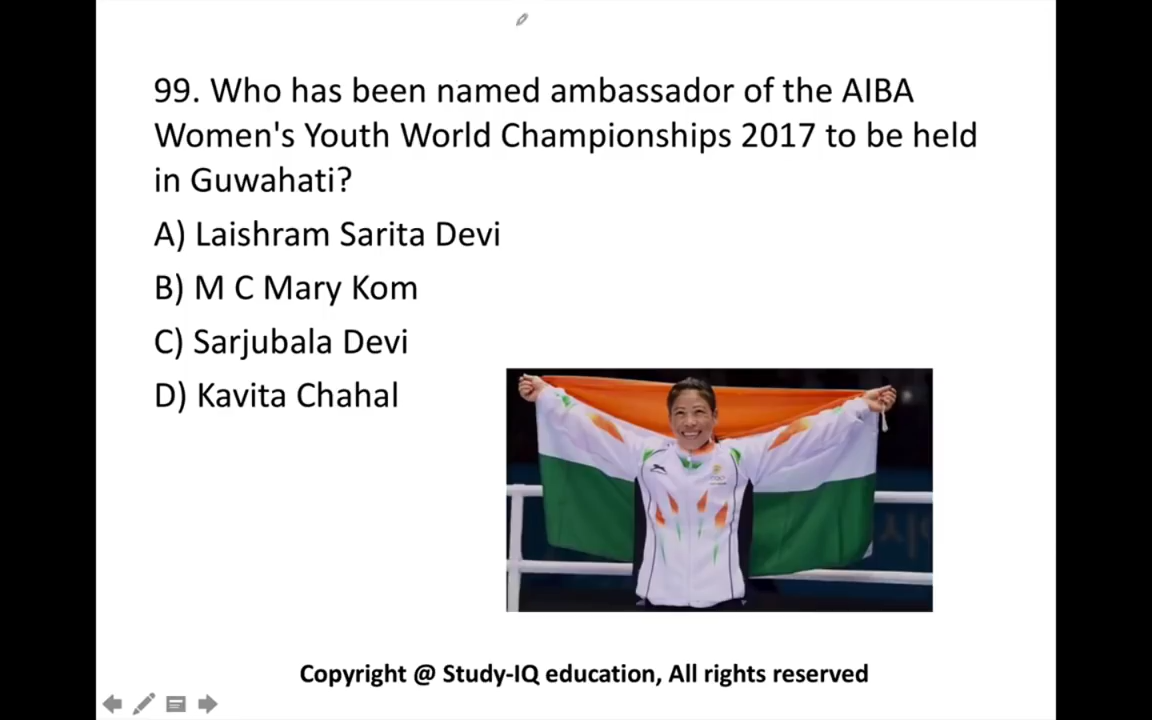 99. Who has been named ambassador of the AIBA
Women's Youth World Championships 2017 to be held
in Guwahati?
A) Laishram Sarita Devi
B) M C Mary Kom
C) Sarjubala Devi
D) Kavita Chahal
Copyright @ Study-IQ education, All rights reserved